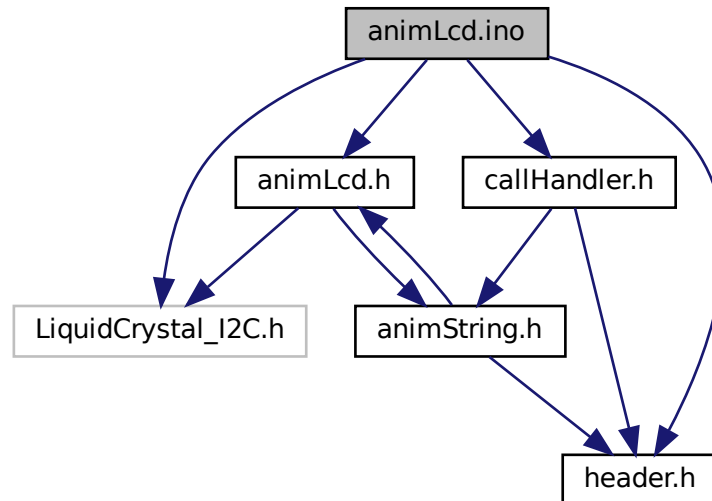 animLcd.ino
animLcd.h
callHandler.h
LiquidCrystal_I2C.h
animString.h
header.h